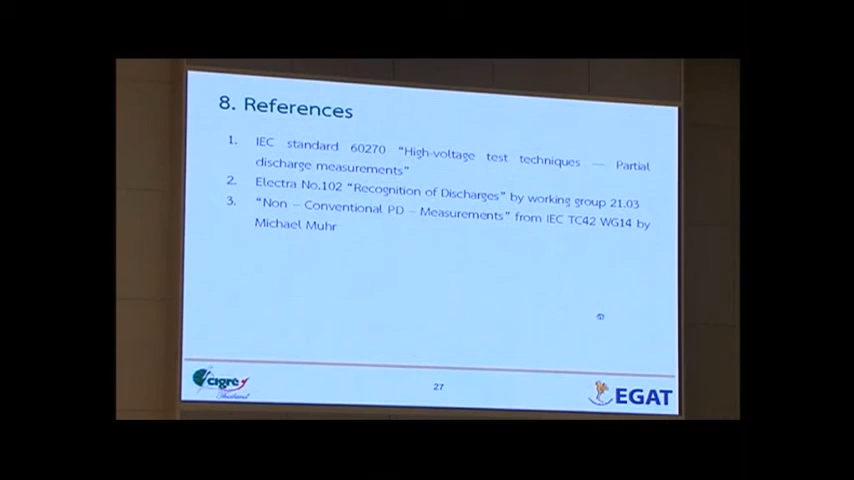 8. References
1. IEC standard 60270 “High-voltage test techniques — Partial
discharge measurements”
2. Electra No.102 “Recognition of Discharges” by working group 21.03
3. “Non – Conventional PD – Measurements” from IEC TC42 WG14 by
Michael Muhr
cigre
Thailand
27
EGAT